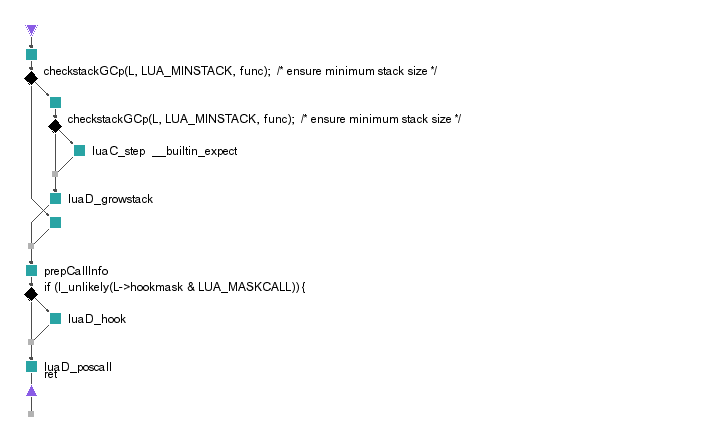 checkstackGCp(L, LUA_MINSTACK, func);  /* ensure minimum stack size */
checkstackGCp(L, LUA_MINSTACK, func);  /* ensure minimum stack size */
luaC_step  __builtin_expect
luaD_growstack
prepCallInfo
if (l_unlikely(L->hookmask & LUA_MASKCALL)) {
luaD_hook
luaD_poscall
ret